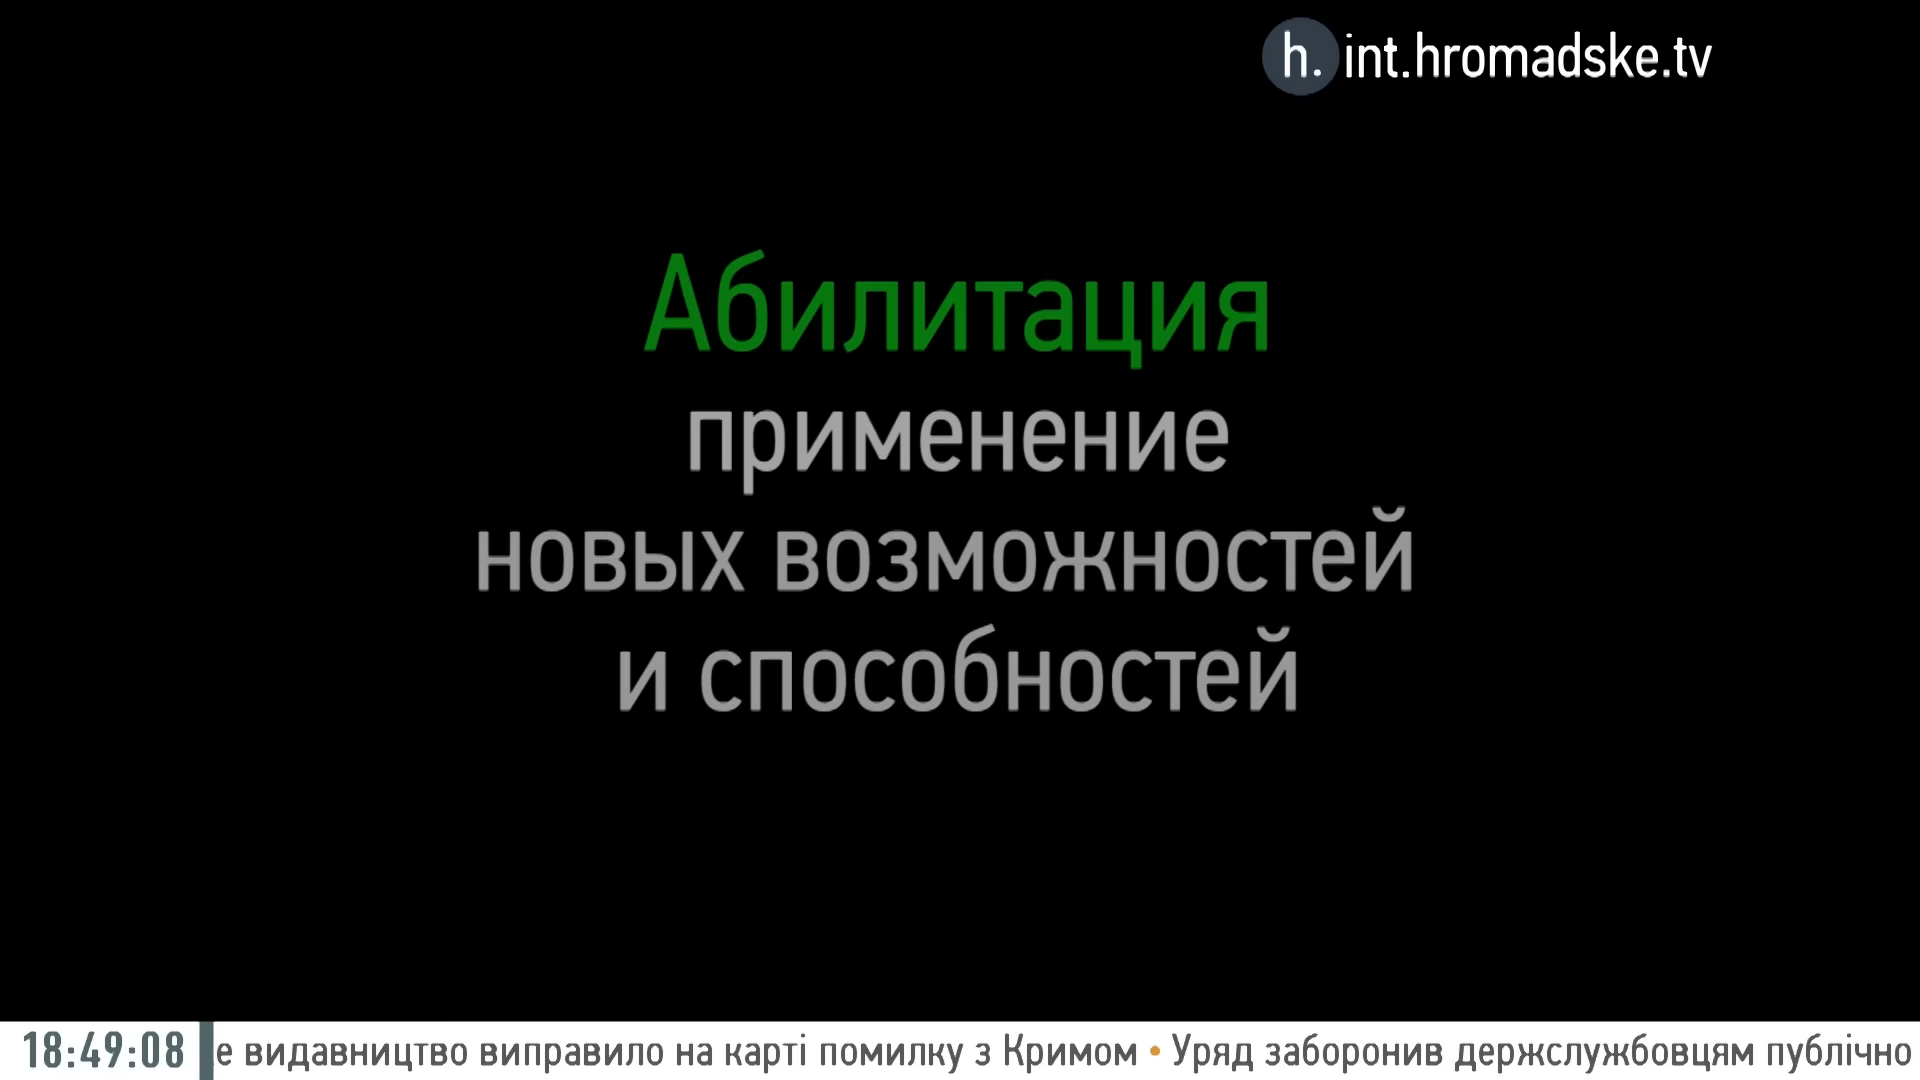 h. int.hromadske.tv
Абилитация
применение
новых возможностей
и способностей
18:49:08 е видавництво виправило на карті помилку з Кримом • Уряд заборонив держслужбовцям публічно